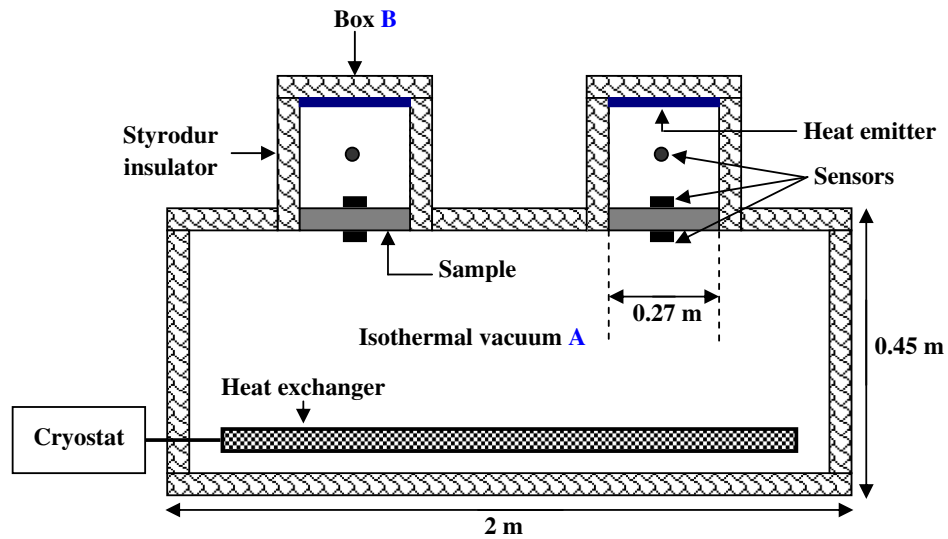 Box B
Styrodur
insulator
Heat emitter
Sensors
Sample
0.27 m
Isothermal vacuum A
0.45 m
Heat exchanger
Cryostat
2 m